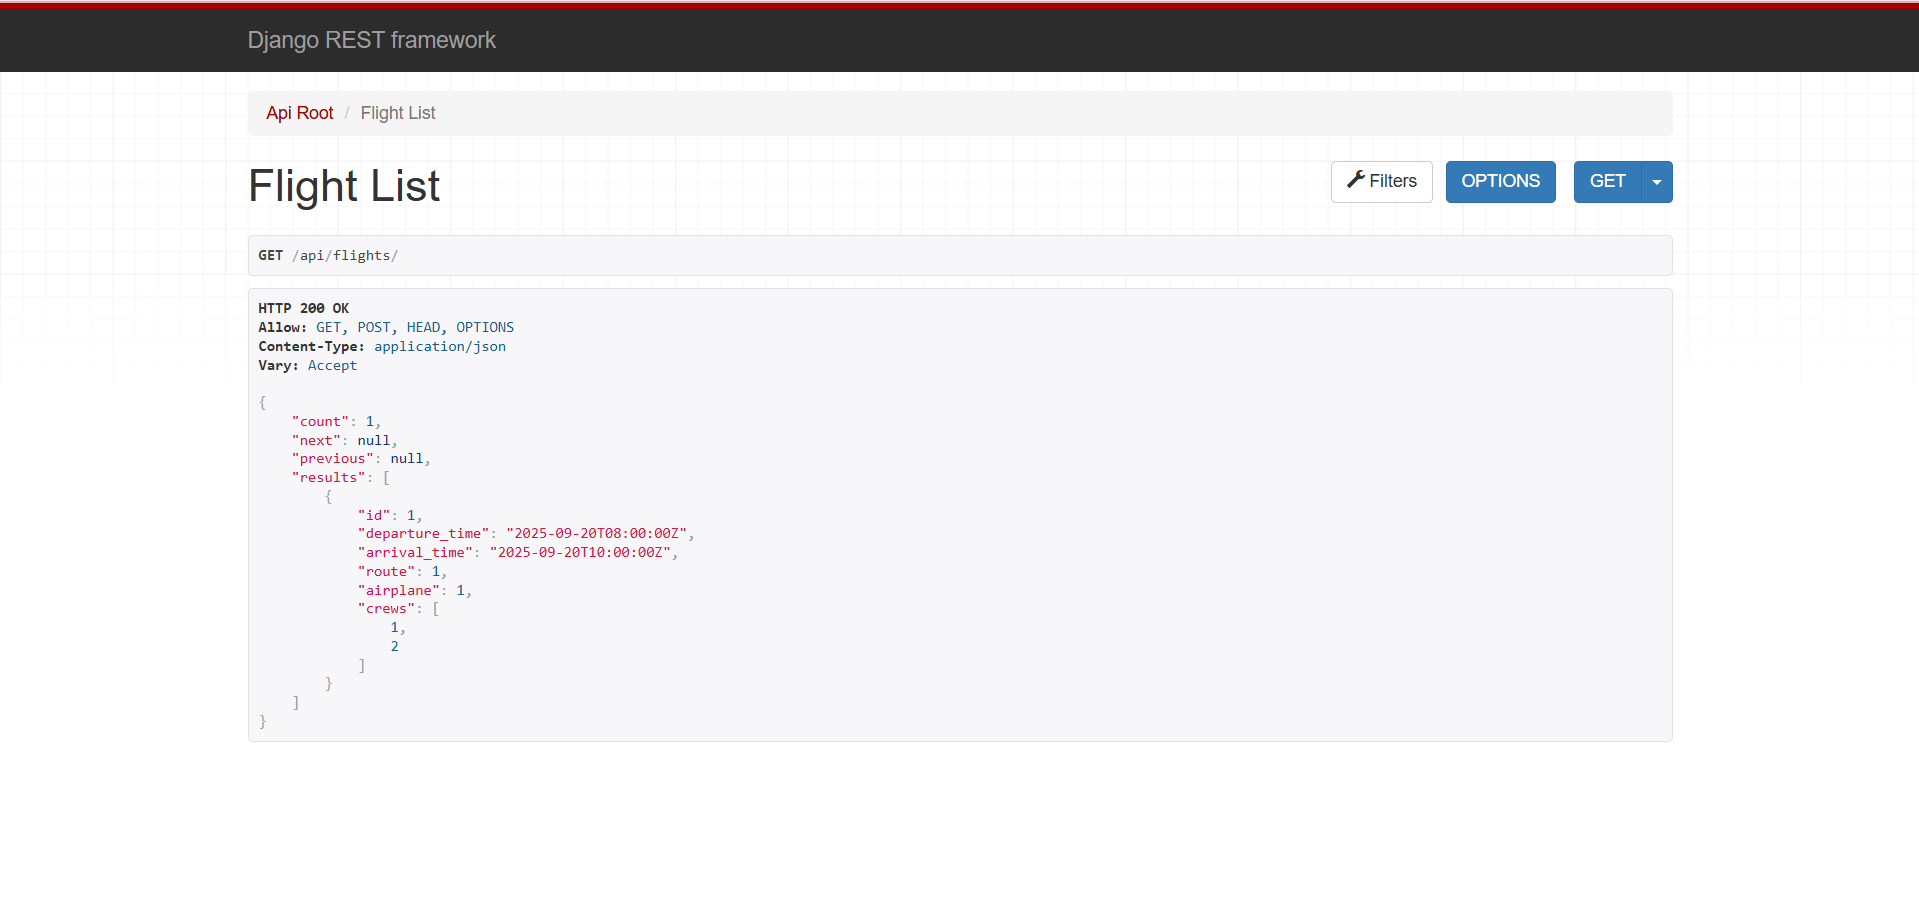 Django REST framework
Api Root / Flight List
Flight List
Filters
OPTIONS
GET
GET /api/flights/
HTTP 200 OK
Allow: GET, POST, HEAD, OPTIONS
Content-Type: application/json
Vary: Accept
{
    "count": 1,
    "next": null,
    "previous": null,
    "results": [
        {
            "id": 1,
            "departure_time": "2025-09-20T08:00:00Z",
            "arrival_time": "2025-09-20T10:00:00Z",
            "route": 1,
            "airplane": 1,
            "crews": [
                1,
                2
            ]
        }
    ]
}